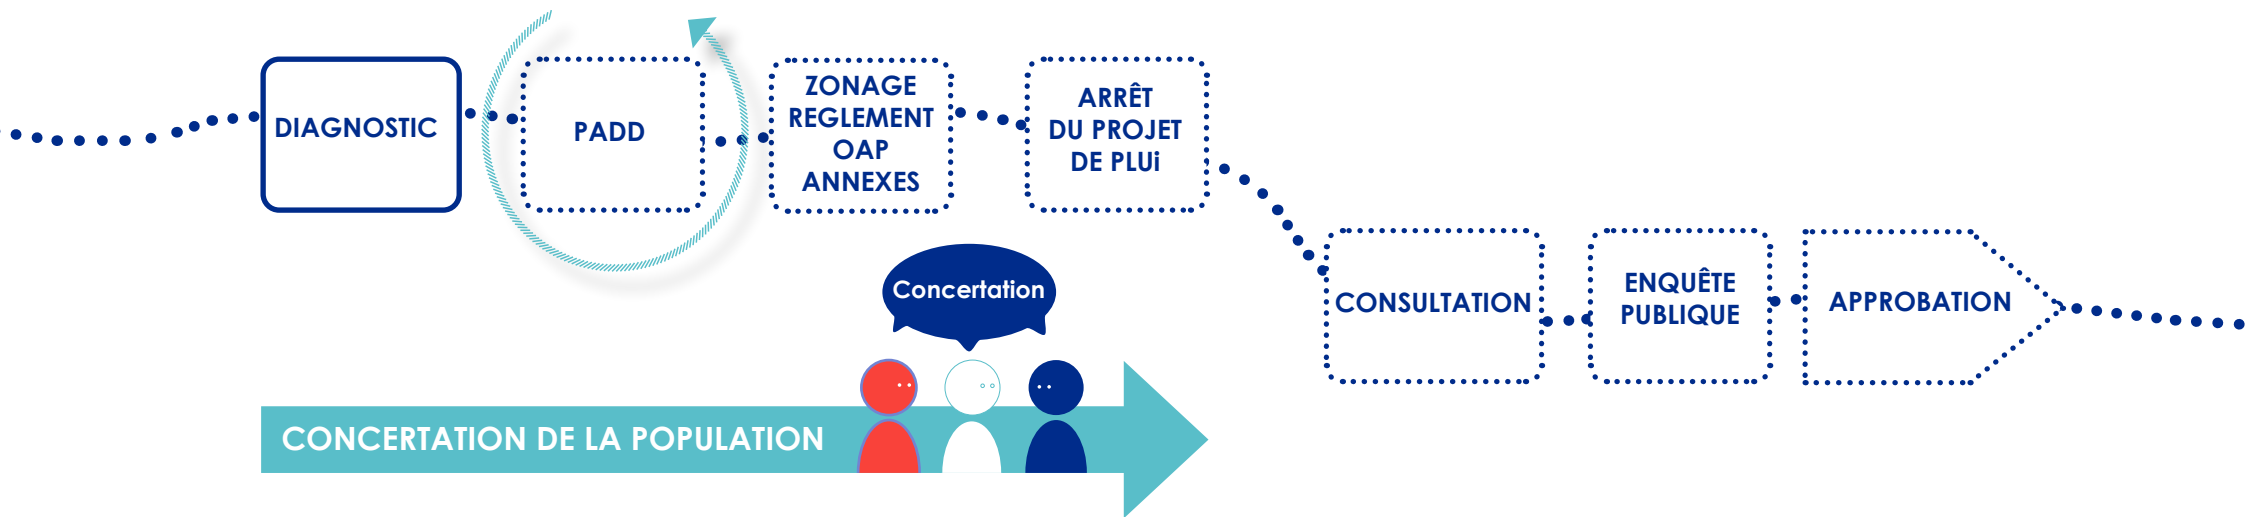 DIAGNOSTIC
PADD
ZONAGE
REGLEMENT
OAP
ANNEXES
ARRÊT
DU PROJET
DE PLUi
CONSULTATION
ENQUÊTE
PUBLIQUE
APPROBATION
Concertation
CONCERTATION DE LA POPULATION